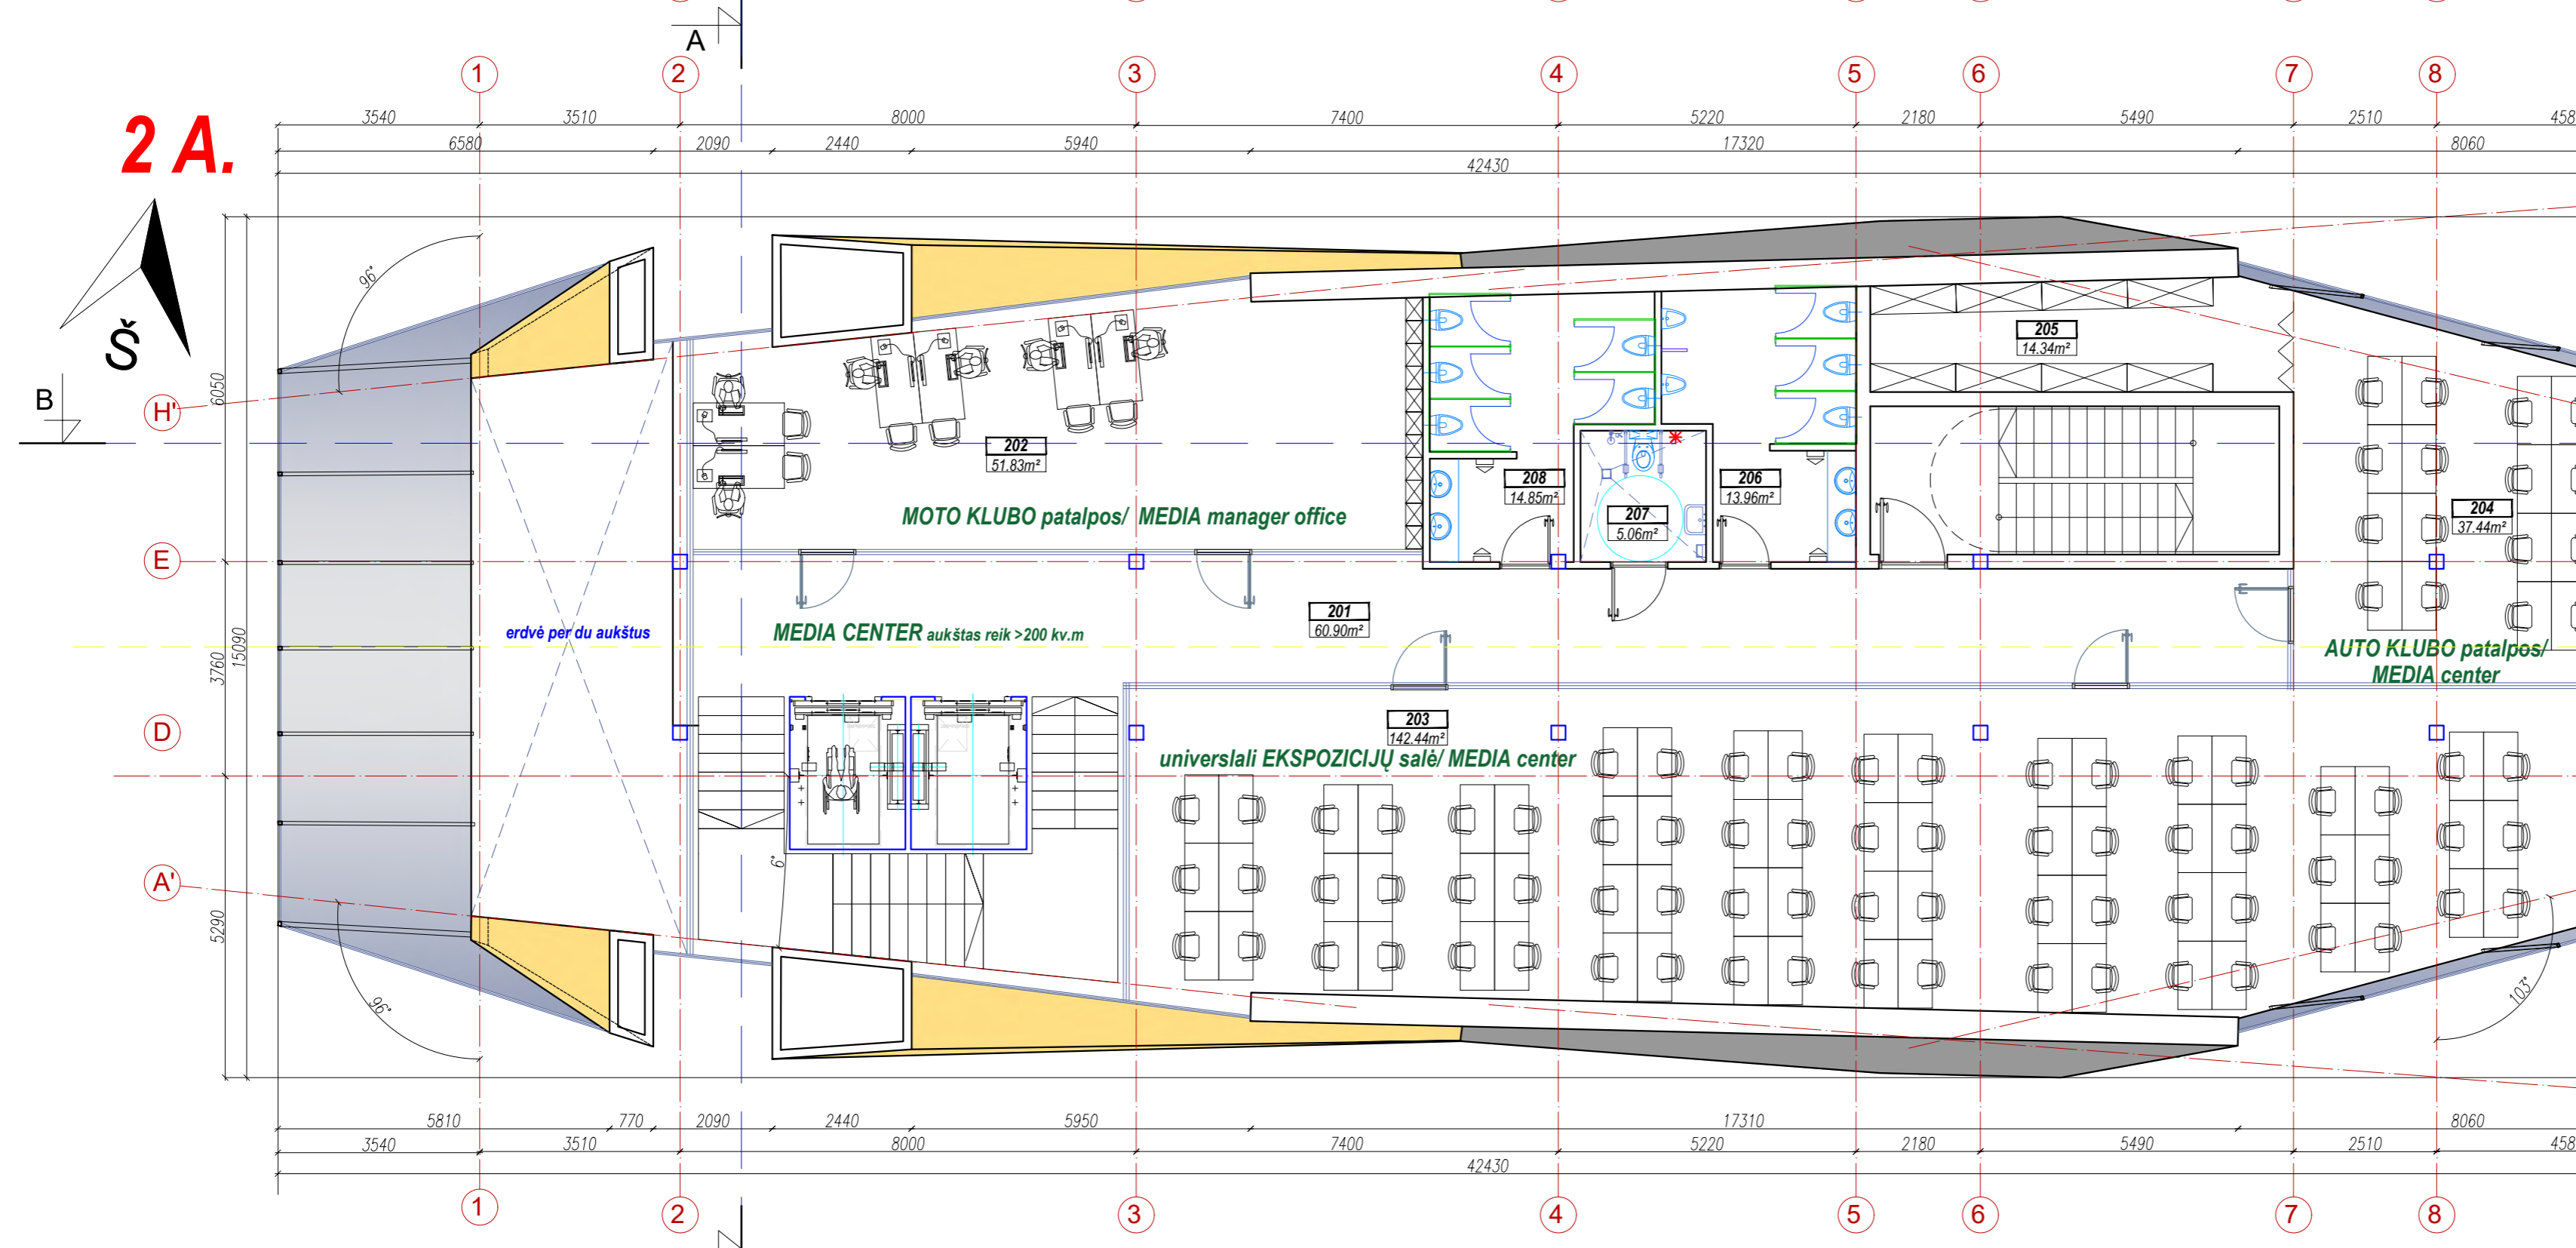 A
1 2 3 4 5 6 7 8
2 A.
3540 3510 8000 7400 5220 2180 5490 2510
6580 2090 2440 5940 17320 8060
42430
Š
96°
B
H'
6050
205
14.34m²
202
51.83m²
208
14.85m²
206
13.96m²
207
5.06m²
204
37.44m²
MOTO KLUBO patalpos/ MEDIA manager office
E
201
60.90m²
erdvė per du aukštus
MEDIA CENTER aukštas reik >200 kv.m
AUTO KLUBO patalpos/
MEDIA center
3760
15090
D
203
142.44m²
universlali EKSPOZICIJŲ salė/ MEDIA center
6°
A'
5290
96°
103°
5810 770 2090 2440 5950 17310 8060
3540 3510 8000 7400 5220 2180 5490 2510
42430
1 2 3 4 5 6 7 8